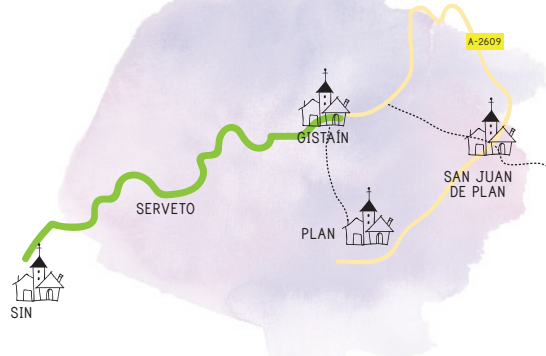 A-2609
GISTAÍN
SAN JUAN
DE PLAN
SERVETO
PLAN
SIN